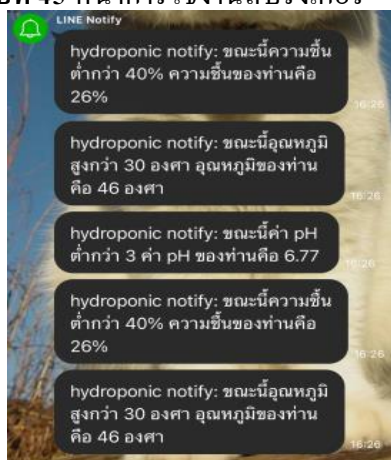 LINE Notify
hydroponic notify: ขณะนี้ความชื้น
ต่ำกว่า 40% ความชื้นของท่านคือ
26%
16:26
hydroponic notify: ขณะนี้อุณหภูมิ
สูงกว่า 30 องศา อุณหภูมิของท่าน
คือ 46 องศา
16:26
hydroponic notify: ขณะนี้ค่า pH
ต่ำกว่า 3 ค่า pH ของท่านคือ 6.77
16:26
hydroponic notify: ขณะนี้ความชื้น
ต่ำกว่า 40% ความชื้นของท่านคือ
26%
16:26
hydroponic notify: ขณะนี้อุณหภูมิ
สูงกว่า 30 องศา อุณหภูมิของท่าน
คือ 46 องศา
16:26